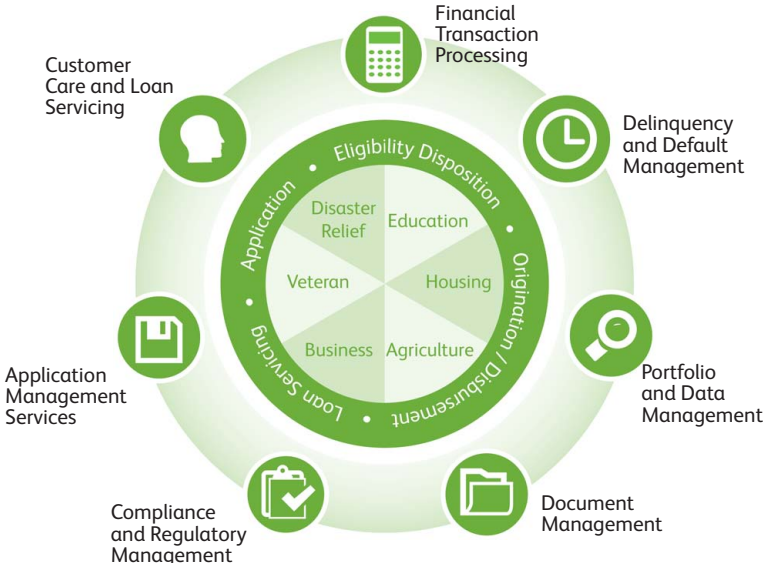 Financial
Transaction
Processing
Customer
Care and Loan
Servicing
Delinquency
and Default
Management
Application • Eligibility Disposition • Origination / Disbursement • Loan Servicing •
Disaster
Relief
Education
Veteran
Housing
Business
Agriculture
Application
Management
Services
Portfolio
and Data
Management
Compliance
and Regulatory
Management
Document
Management